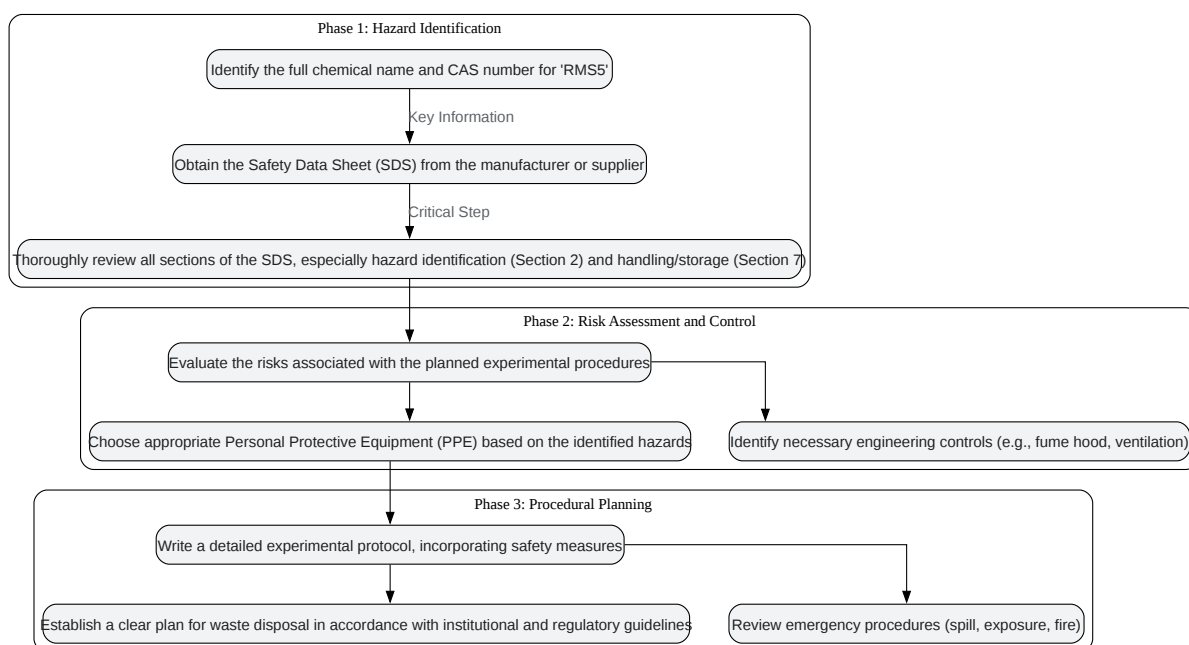 Phase 1: Hazard Identification
Identify the full chemical name and CAS number for 'RMS5'
Key Information
Obtain the Safety Data Sheet (SDS) from the manufacturer or supplier
Critical Step
Thoroughly review all sections of the SDS, especially hazard identification (Section 2) and handling/storage (Section 7)
Phase 2: Risk Assessment and Control
Evaluate the risks associated with the planned experimental procedures
Choose appropriate Personal Protective Equipment (PPE) based on the identified hazards
Identify necessary engineering controls (e.g., fume hood, ventilation)
Phase 3: Procedural Planning
Write a detailed experimental protocol, incorporating safety measures
Establish a clear plan for waste disposal in accordance with institutional and regulatory guidelines
Review emergency procedures (spill, exposure, fire)